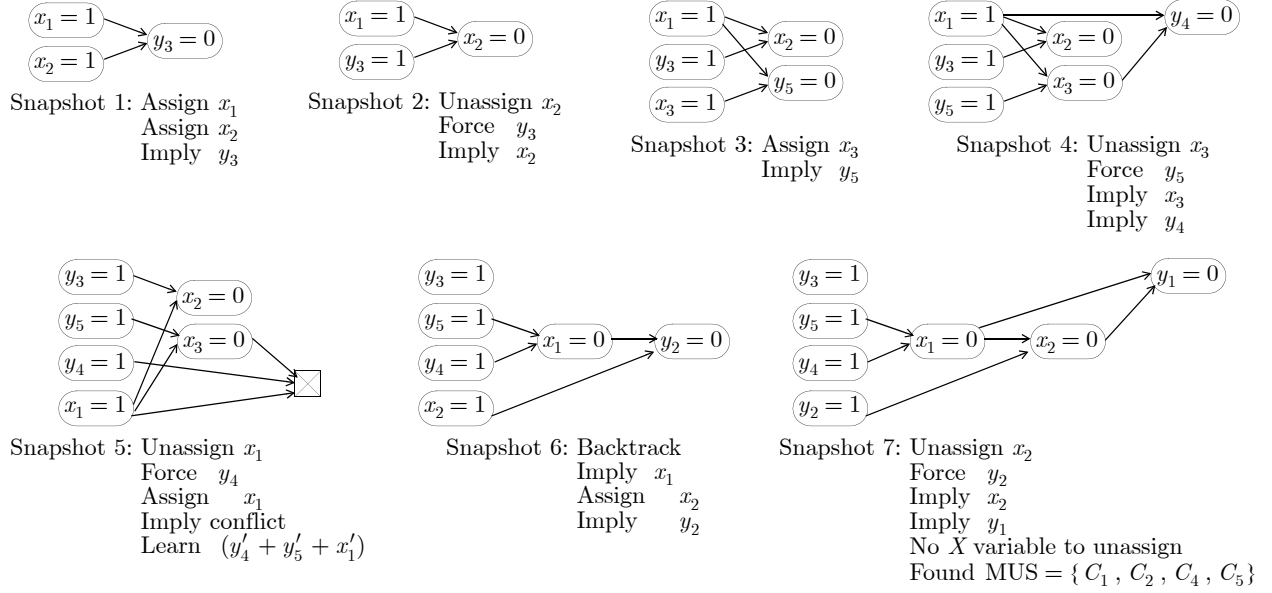 x₁ = 1
x₂ = 1
y₃ = 0
Snapshot 1: Assign x₁
Assign x₂
Imply y₃
x₁ = 1
y₃ = 1
x₂ = 0
Snapshot 2: Unassign x₂
Force y₃
Imply x₂
x₁ = 1
y₃ = 1
x₃ = 1
x₂ = 0
y₅ = 0
Snapshot 3: Assign x₃
Imply y₅
x₁ = 1
y₃ = 1
y₅ = 1
x₂ = 0
x₃ = 0
y₄ = 0
Snapshot 4: Unassign x₃
Force y₅
Imply x₃
Imply y₄
y₃ = 1
y₅ = 1
y₄ = 1
x₁ = 1
x₂ = 0
x₃ = 0
Snapshot 5: Unassign x₁
Force y₄
Assign x₁
Imply conflict
Learn (y₄′ + y₅′ + x₁′)
y₃ = 1
y₅ = 1
y₄ = 1
x₂ = 1
x₁ = 0
y₂ = 0
Snapshot 6: Backtrack
Imply x₁
Assign x₂
Imply y₂
y₃ = 1
y₅ = 1
y₄ = 1
y₂ = 1
x₁ = 0
x₂ = 0
y₁ = 0
Snapshot 7: Unassign x₂
Force y₂
Imply x₂
Imply y₁
No X variable to unassign
Found MUS = { C₁ , C₂ , C₄ , C₅}